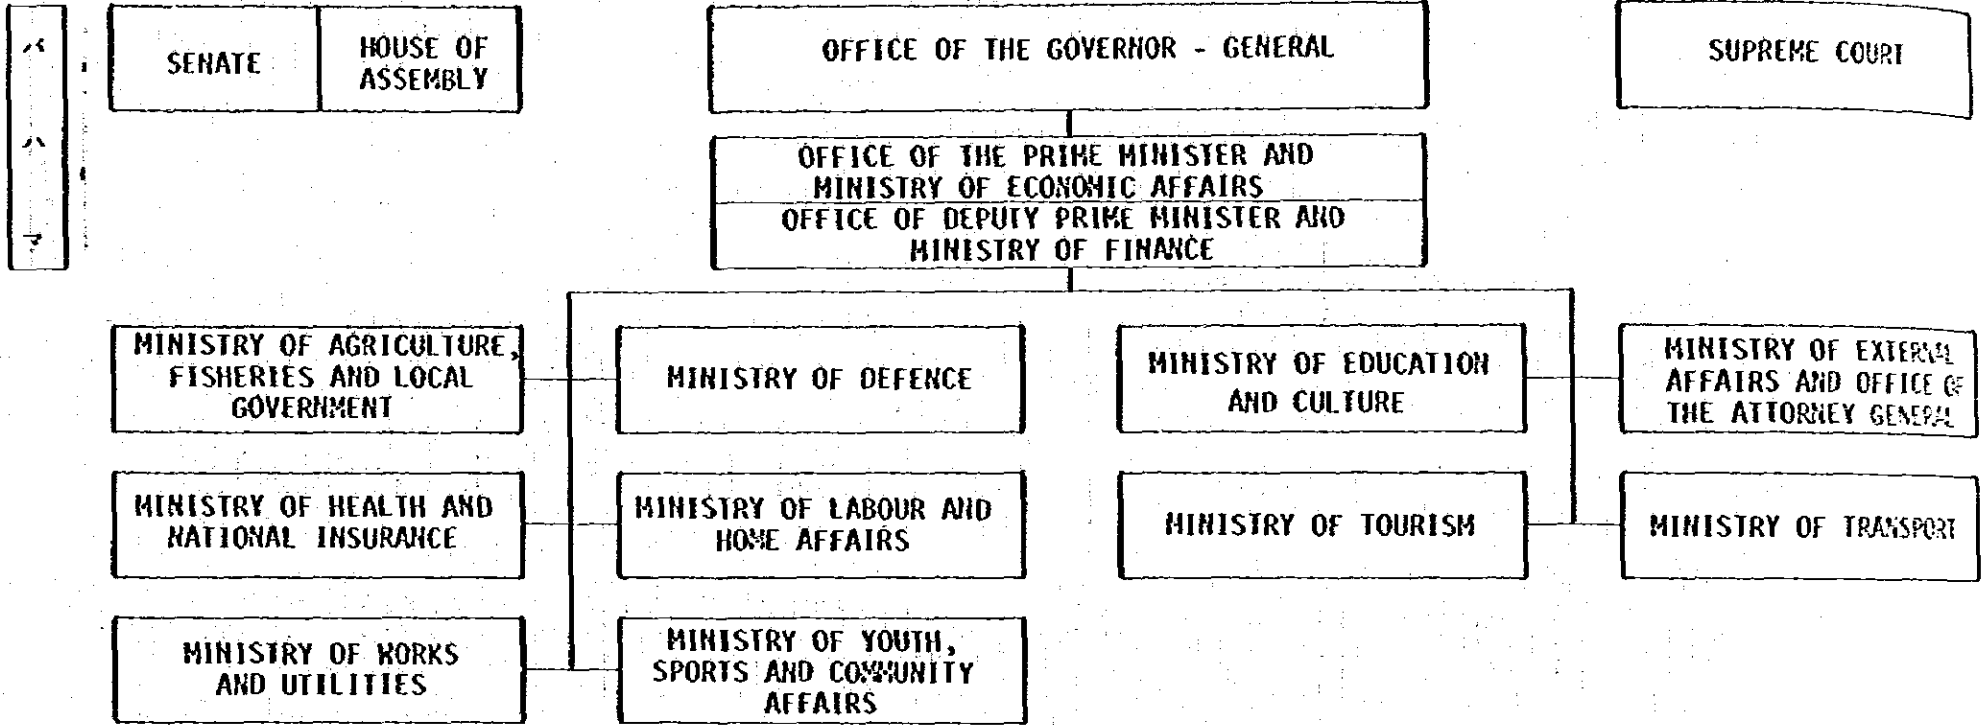 バハマ
SENATE
HOUSE OF
ASSEMBLY
OFFICE OF THE GOVERNOR - GENERAL
SUPREME COURT
OFFICE OF THE PRIME MINISTER AND
MINISTRY OF ECONOMIC AFFAIRS
OFFICE OF DEPUTY PRIME MINISTER AND
MINISTRY OF FINANCE
MINISTRY OF AGRICULTURE,
FISHERIES AND LOCAL
GOVERNMENT
MINISTRY OF DEFENCE
MINISTRY OF EDUCATION
AND CULTURE
MINISTRY OF EXTERNAL
AFFAIRS AND OFFICE OF
THE ATTORNEY GENERAL
MINISTRY OF HEALTH AND
NATIONAL INSURANCE
MINISTRY OF LABOUR AND
HOME AFFAIRS
MINISTRY OF TOURISM
MINISTRY OF TRANSPORT
MINISTRY OF WORKS
AND UTILITIES
MINISTRY OF YOUTH,
SPORTS AND COMMUNITY
AFFAIRS